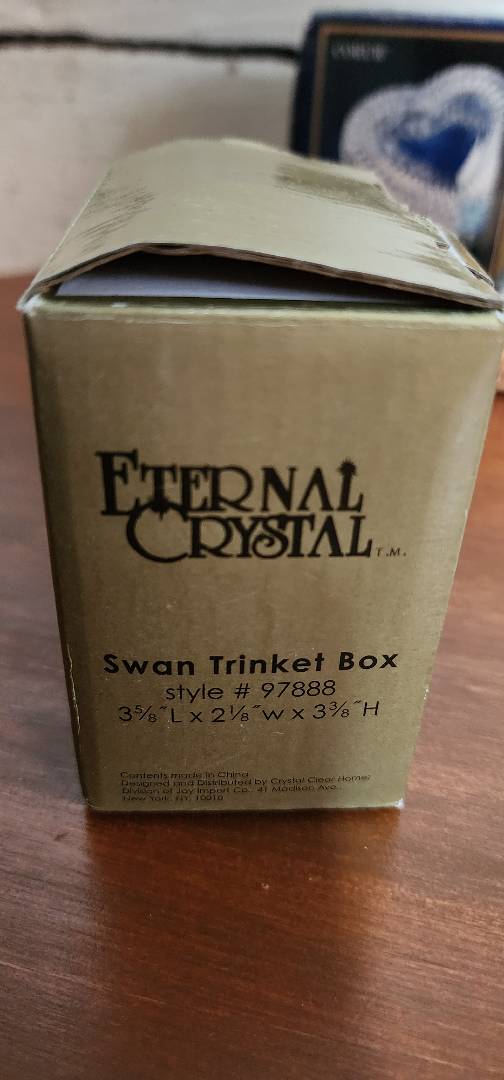 ETERNAL
CRYSTAL T.M.
Swan Trinket Box
style # 97888
3⅝"L x 2⅛"w x 3⅜"H
Contents made in China
Designed and Distributed by Crystal Clear Home
Division of Joy Import Co. 41 Madison Ave.
New York, NY, 10010